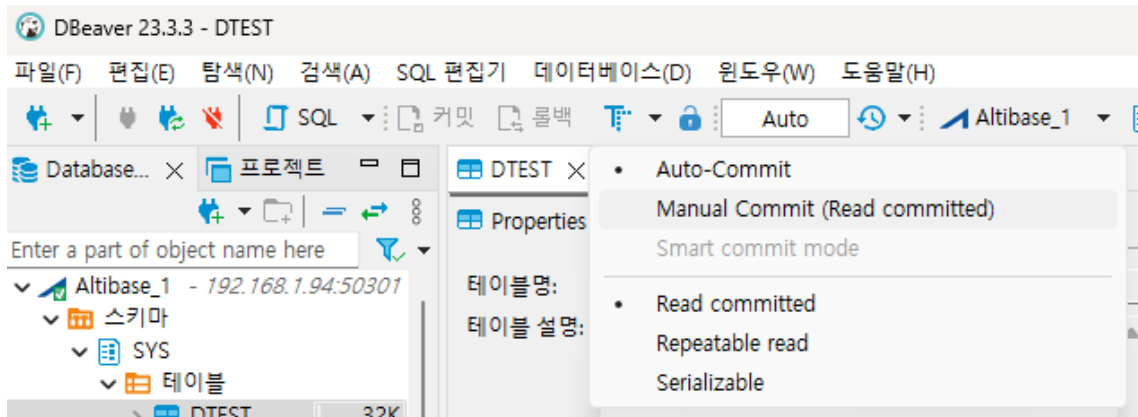 DBeaver 23.3.3 - DTEST
파일(F) 편집(E) 탐색(N) 검색(A) SQL 편집기 데이터베이스(D) 윈도우(W) 도움말(H)
SQL 커밋 롤백 Auto Altibase_1
Database... 프로젝트 DTEST
Auto-Commit
Manual Commit (Read committed)
Smart commit mode
Read committed
Repeatable read
Serializable
Properties
Enter a part of object name here
테이블명:
테이블 설명:
Altibase_1 - 192.168.1.94:50301
스키마
SYS
테이블
DTEST 32K